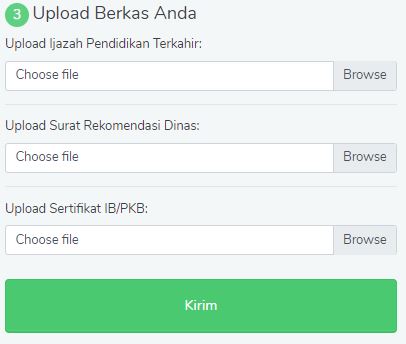 3 Upload Berkas Anda
Upload Ijazah Pendidikan Terkahir:
Choose file Browse
Upload Surat Rekomendasi Dinas:
Choose file Browse
Upload Sertifikat IB/PKB:
Choose file Browse
Kirim